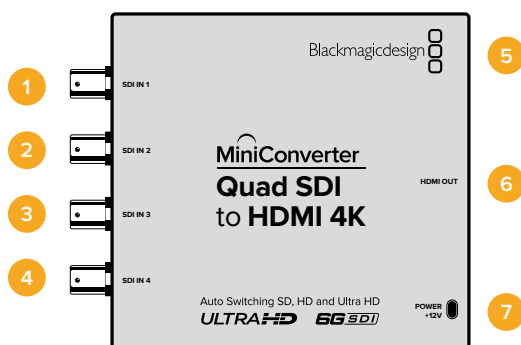 Blackmagicdesign
1
SDI IN 1
5
2
SDI IN 2
MiniConverter
Quad SDI
to HDMI 4K
HDMI OUT
6
3
SDI IN 3
4
SDI IN 4
Auto Switching SD, HD and Ultra HD
ULTRAHD 6G SDI
POWER
+12V
7